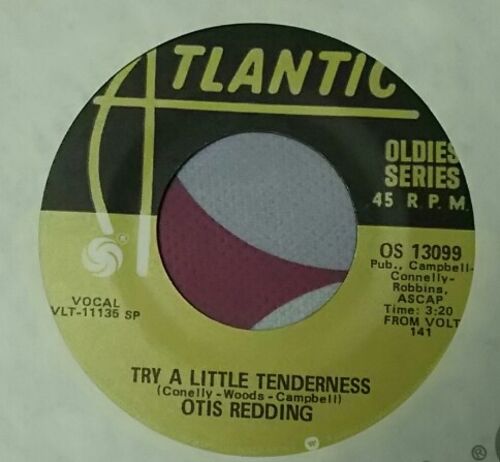 ATLANTIC
OLDIES
SERIES
45 R.P.M.
OS 13099
Pub., Campbell-
Connelly-
Robbins,
ASCAP
Time: 3:20
FROM VOLT
141
®
VOCAL
VLT-11135 SP
TRY A LITTLE TENDERNESS
(Conelly-Woods-Campbell)
OTIS REDDING
®